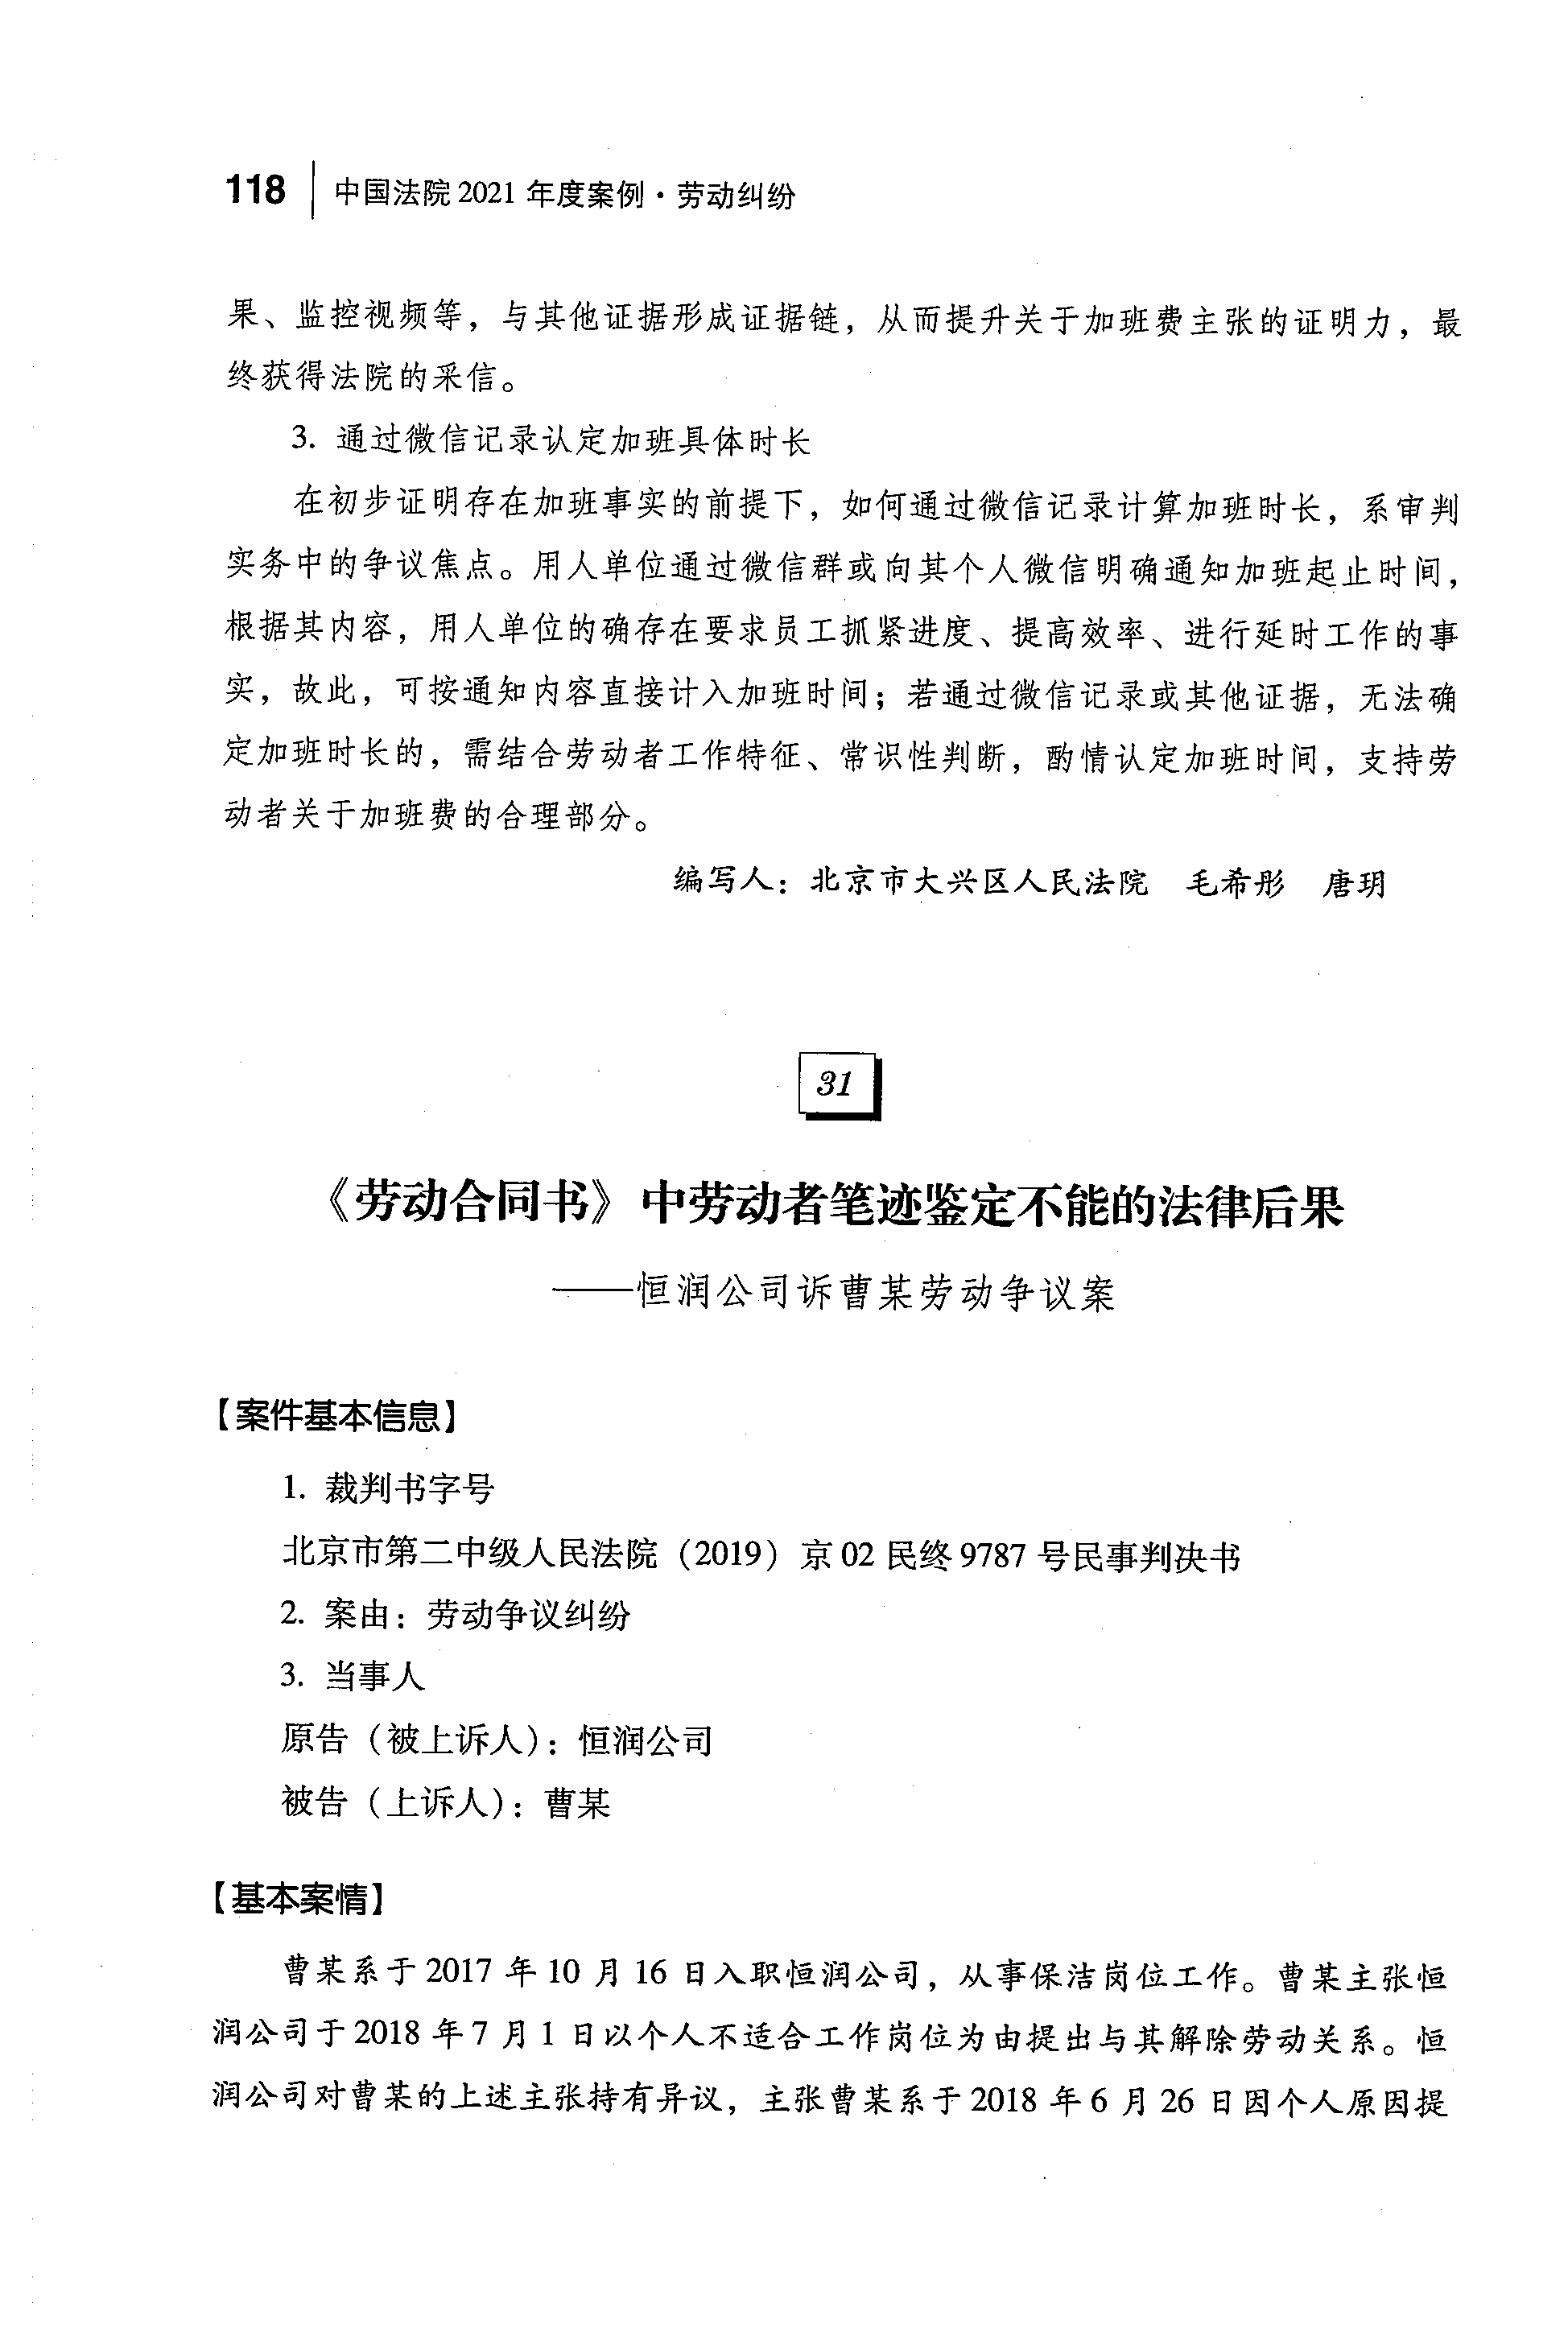 118 中国法院2021年度案例·劳动纠纷
果、监控视频等，与其他证据形成证据链，从而提升关于加班费主张的证明力，最
终获得法院的采信。
3. 通过微信记录认定加班具体时长
在初步证明存在加班事实的前提下，如何通过微信记录计算加班时长，系审判
实务中的争议焦点。用人单位通过微信群或向其个人微信明确通知加班起止时间，
根据其内容，用人单位的确存在要求员工抓紧进度、提高效率、进行延时工作的事
实，故此，可按通知内容直接计入加班时间；若通过微信记录或其他证据，无法确
定加班时长的，需结合劳动者工作特征、常识性判断，酌情认定加班时间，支持劳
动者关于加班费的合理部分。
编写人：北京市大兴区人民法院 毛希彤 唐玥
31
《劳动合同书》中劳动者笔迹鉴定不能的法律后果
——恒润公司诉曹某劳动争议案
【案件基本信息】
1. 裁判书字号
北京市第二中级人民法院（2019）京02民终9787号民事判决书
2. 案由：劳动争议纠纷
3. 当事人
原告（被上诉人）：恒润公司
被告（上诉人）：曹某
【基本案情】
曹某系于2017年10月16日入职恒润公司，从事保洁岗位工作。曹某主张恒
润公司于2018年7月1日以个人不适合工作岗位为由提出与其解除劳动关系。恒
润公司对曹某的上述主张持有异议，主张曹某系于2018年6月26日因个人原因提